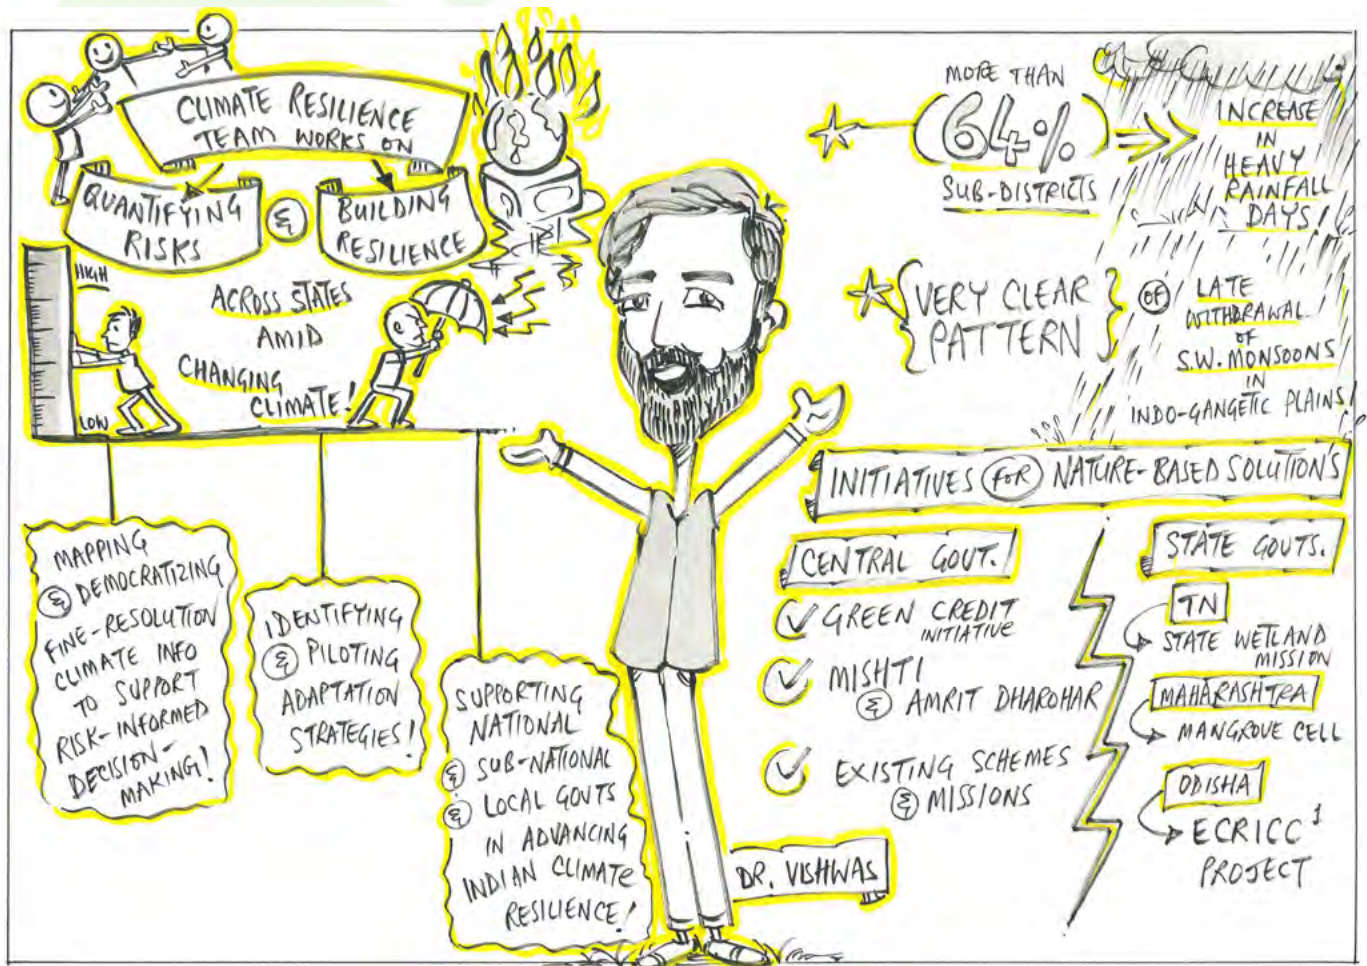 CLIMATE RESILIENCE
TEAM WORKS ON
QUANTIFYING
RISKS
&
BUILDING
RESILIENCE
HIGH
LOW
ACROSS STATES
AMID
CHANGING
CLIMATE!
MAPPING
& DEMOCRATIZING
FINE-RESOLUTION
CLIMATE INFO
TO SUPPORT
RISK-INFORMED
DECISION-
MAKING!
IDENTIFYING
& PILOTING
ADAPTATION
STRATEGIES!
SUPPORTING
NATIONAL
& SUB-NATIONAL
& LOCAL GOVTS
IN ADVANCING
INDIAN CLIMATE
RESILIENCE!
DR. VISHWAS
MORE THAN
64%
SUB-DISTRICTS
INCREASE
IN
HEAVY
RAINFALL
DAYS!
VERY CLEAR
PATTERN
OF
LATE
WITHDRAWAL
OF
S.W. MONSOONS
IN
INDO-GANGETIC PLAINS!
INITIATIVES FOR NATURE-BASED SOLUTION'S
CENTRAL GOVT.!
GREEN CREDIT
INITIATIVE
MISHTI
& AMRIT DHAROHAR
EXISTING SCHEMES
& MISSIONS
STATE GOVTS.
TN
STATE WETLAND
MISSION
MAHARASHTRA
MANGROVE CELL
ODISHA
ECRICC¹
PROJECT